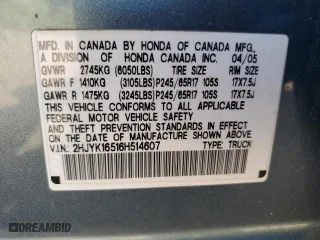 MFD. IN CANADA BY HONDA OF CANADA MFG.,
A DIVISION OF HONDA CANADA INC. 04/05
GVWR 2745KG (6050LBS) TIRE SIZE RIM SIZE
GAWR F 1410KG (3105LBS) P245/65R17 105S 17X7.5J
GAWR R 1475KG (3245LBS) P245/65R17 105S 17X7.5J
THIS VEHICLE CONFORMS TO ALL APPLICABLE
FEDERAL MOTOR VEHICLE SAFETY
STANDARDS IN EFFECT ON THE DATE OF
MANUFACTURE SHOWN ABOVE.
V.I.N.: 2HJYK16516H514607 TYPE: TRUCK
© DREAMBID.COM
© DREAMBID.COM